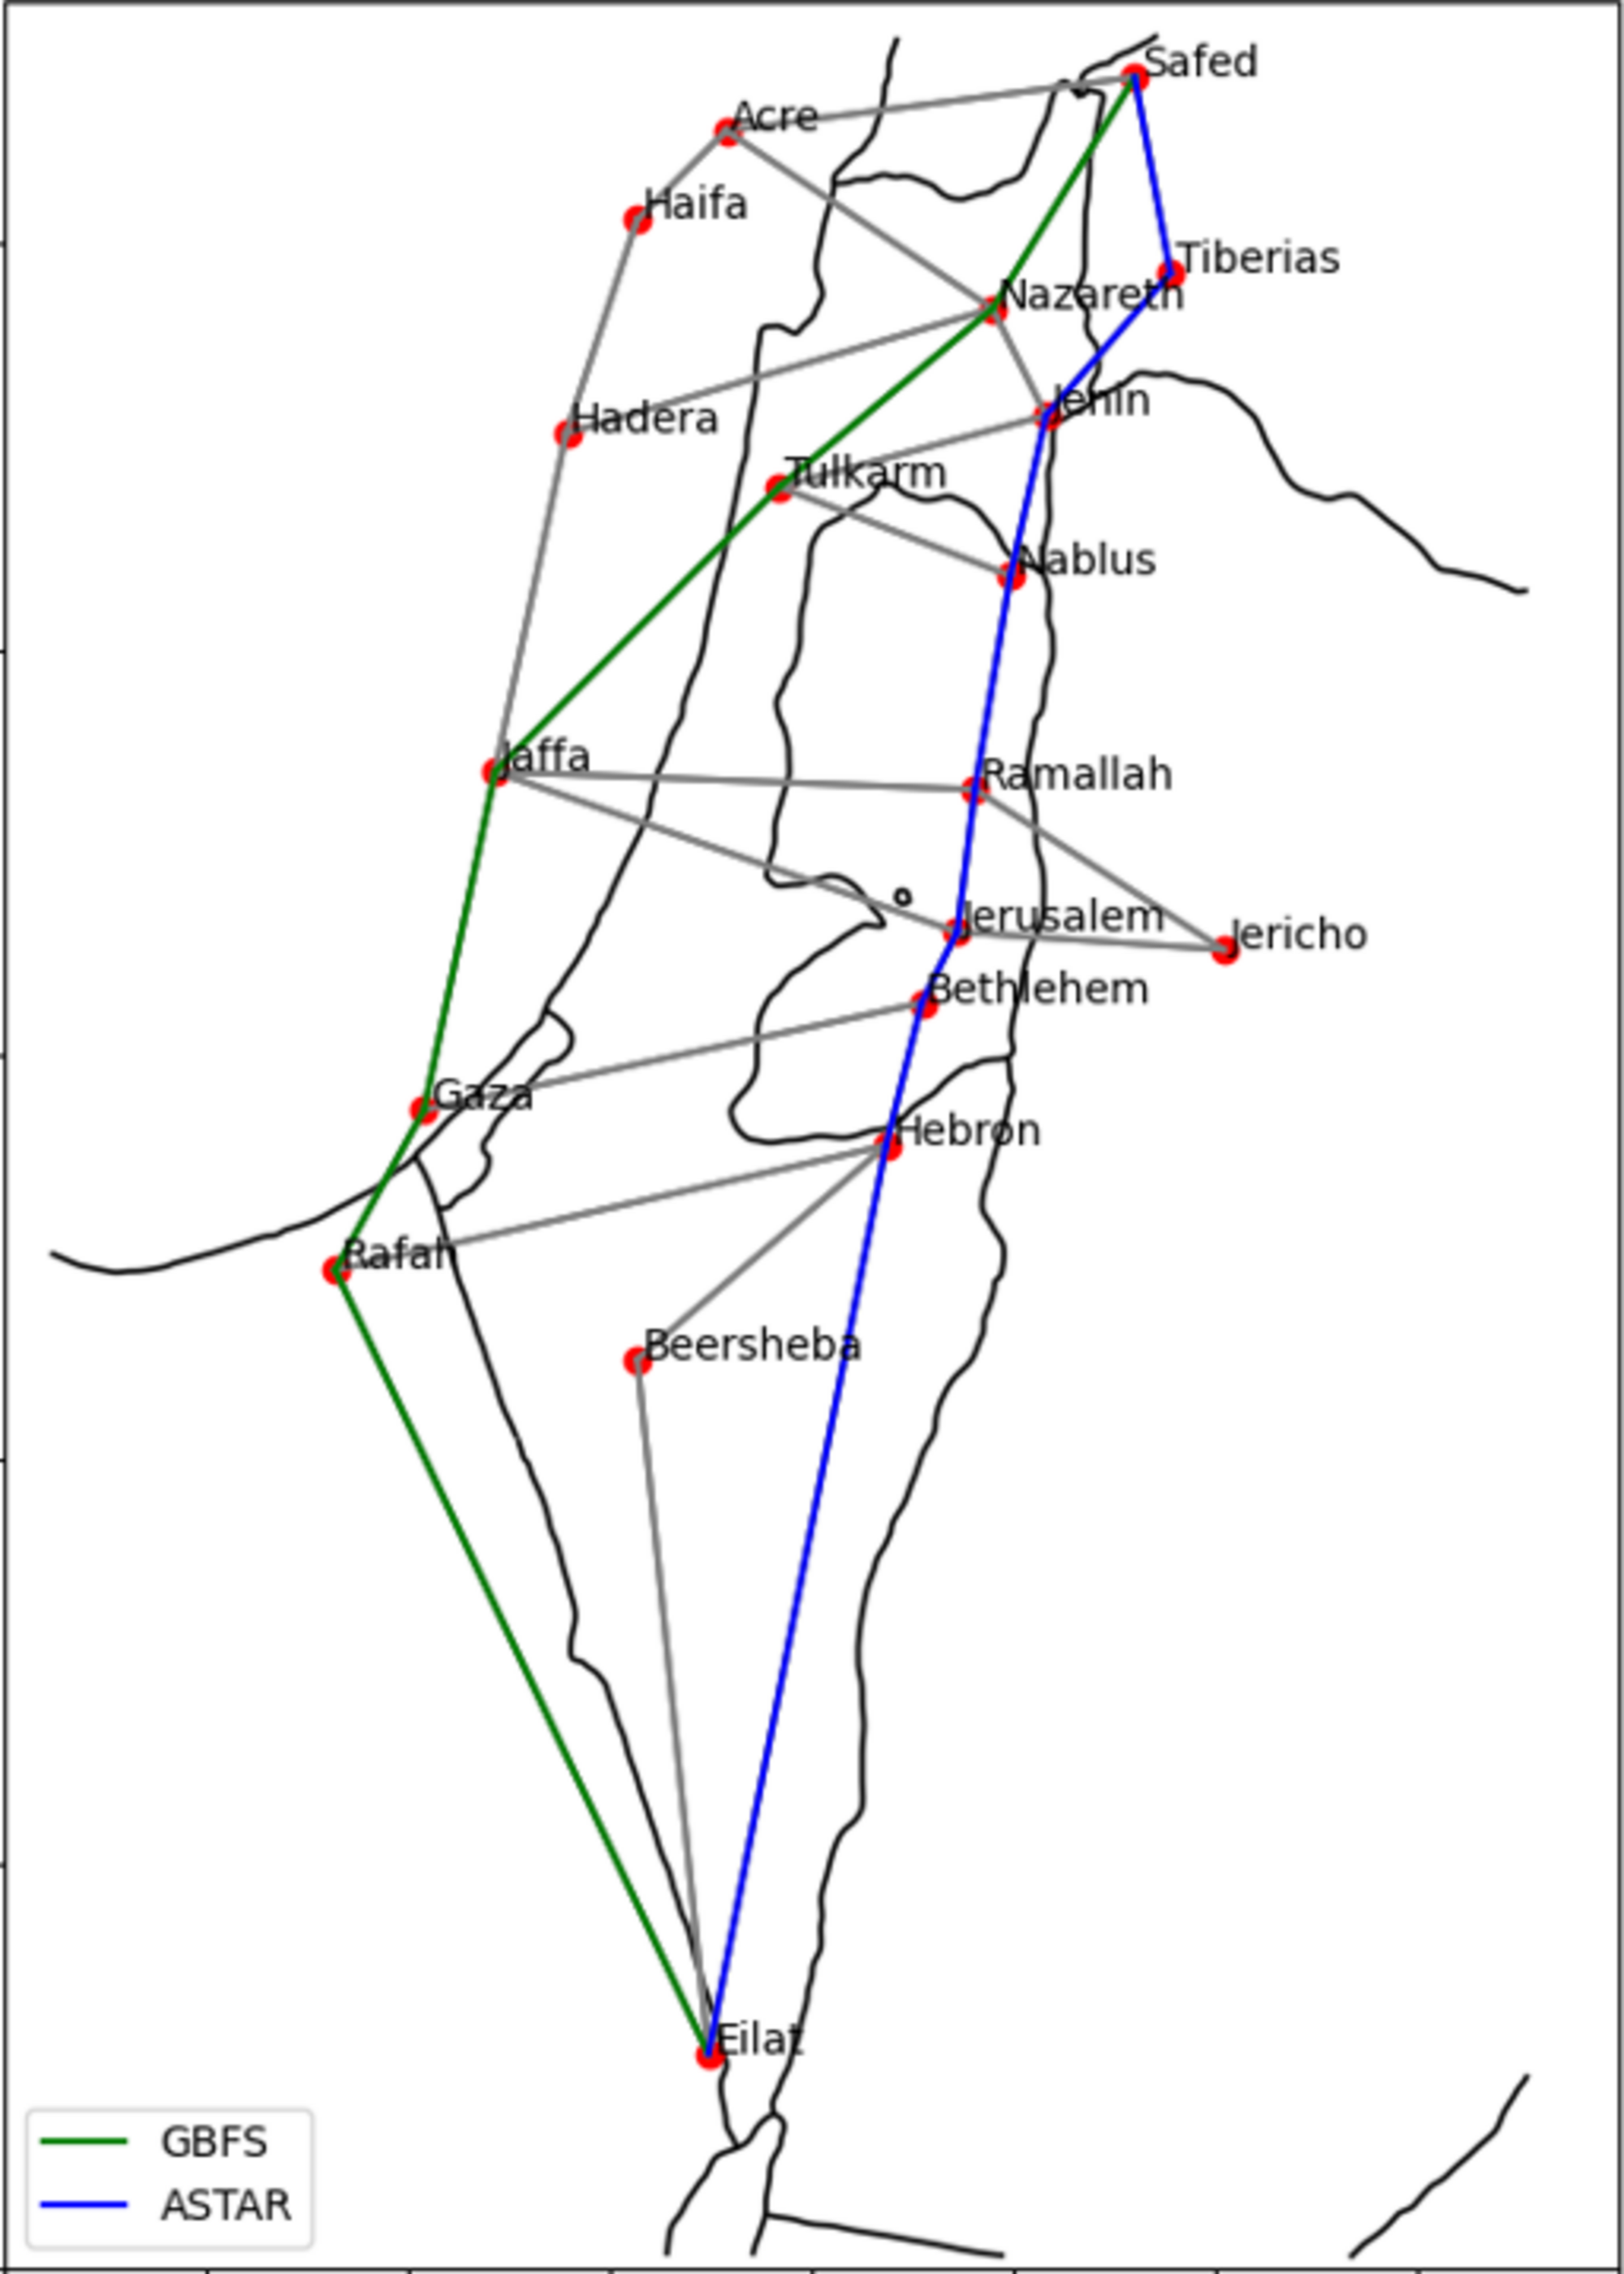 Safed
Acre
Haifa
Tiberias
Nazareth
Jenin
Hadera
Tulkarm
Nablus
Jaffa
Ramallah
Jerusalem
Jericho
Bethlehem
Gaza
Hebron
Rafah
Beersheba
Eilat
GBFS
ASTAR